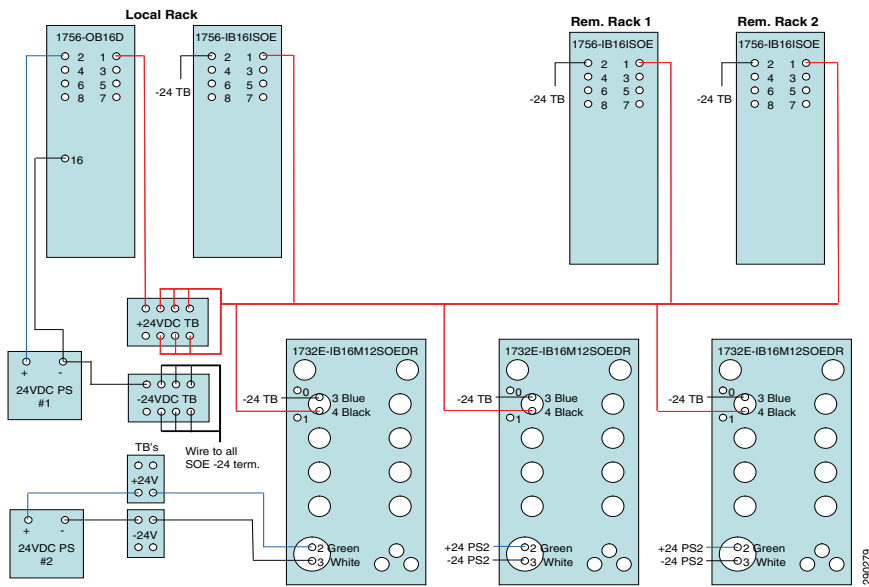 Local Rack
Rem. Rack 1
Rem. Rack 2
1756-OB16D
1756-IB16ISOE
1756-IB16ISOE
1756-IB16ISOE
2 1
4 3
6 5
8 7
16
2 1
4 3
6 5
8 7
-24 TB
2 1
4 3
6 5
8 7
-24 TB
2 1
4 3
6 5
8 7
-24 TB
+24VDC TB
+ -
24VDC PS
#1
-24VDC TB
Wire to all
SOE -24 term.
TB's
+24V
-24V
+ -
24VDC PS
#2
1732E-IB16M12SOEDR
0
-24 TB
3 Blue
4 Black
1
2 Green
3 White
1732E-IB16M12SOEDR
0
-24 TB
3 Blue
4 Black
1
+24 PS2
2 Green
-24 PS2
3 White
1732E-IB16M12SOEDR
0
-24 TB
3 Blue
4 Black
1
+24 PS2
2 Green
-24 PS2
3 White
290279